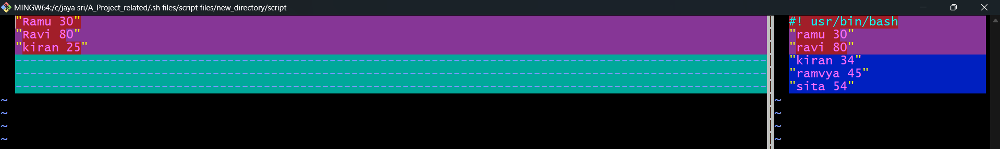 MINGW64:/c/jaya sri/A_Project_related/.sh files/script files/new_directory/script
"Ramu 30"
"Ravi 80"
"kiran 25"
~
~
~
~
#! usr/bin/bash
"ramu 30"
"ravi 80"
"kiran 34"
"ramvya 45"
"sita 54"
~
~
~
~